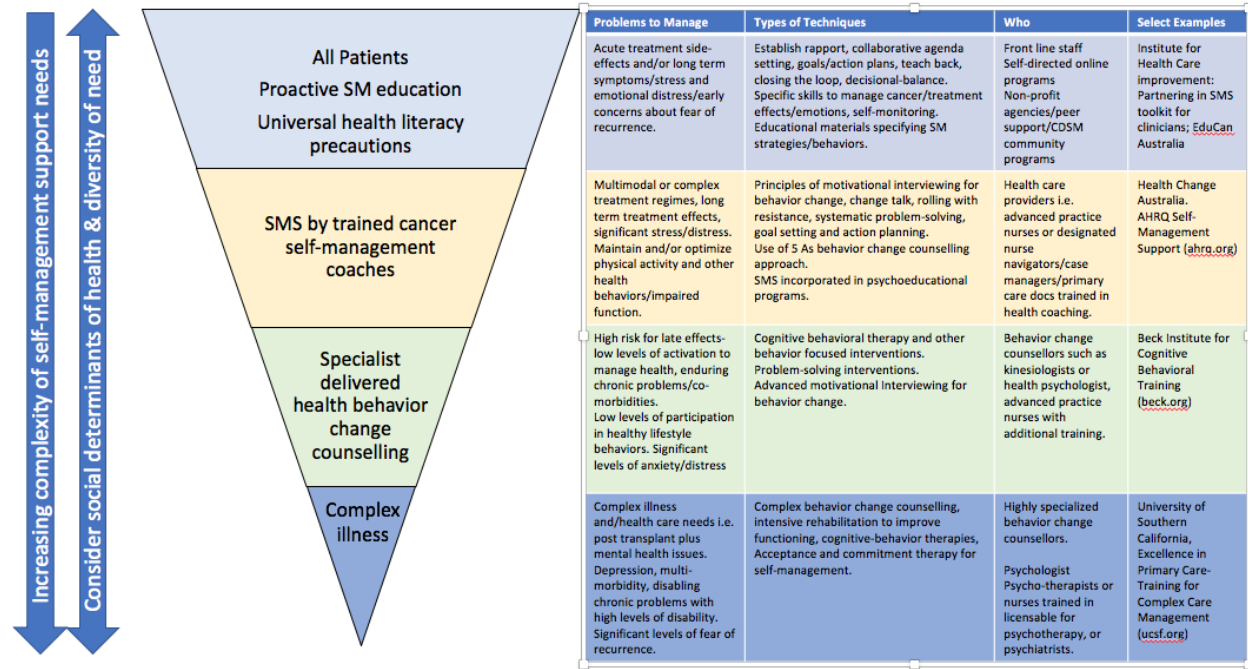 Increasing complexity of self-management support needs
Consider social determinants of health & diversity of need
All Patients
Proactive SM education
Universal health literacy
precautions
SMS by trained cancer
self-management
coaches
Specialist
delivered
health behavior
change
counselling
Complex
illness
Problems to Manage
Types of Techniques
Who
Select Examples
Acute treatment side-
effects and/or long term
symptoms/stress and
emotional distress/early
concerns about fear of
recurrence.
Establish rapport, collaborative agenda
setting, goals/action plans, teach back,
closing the loop, decisional-balance.
Specific skills to manage cancer/treatment
effects/emotions, self-monitoring.
Educational materials specifying SM
strategies/behaviors.
Front line staff
Self-directed online
programs
Non-profit
agencies/peer
support/CDSM
community
programs
Institute for
Health Care
improvement:
Partnering in SMS
toolkit for
clinicians; EduCan
Australia
Multimodal or complex
treatment regimes, long
term treatment effects,
significant stress/distress.
Maintain and/or optimize
physical activity and other
health
behaviors/impaired
function.
Principles of motivational interviewing for
behavior change, change talk, rolling with
resistance, systematic problem-solving,
goal setting and action planning.
Use of 5 As behavior change counselling
approach.
SMS incorporated in psychoeducational
programs.
Health care
providers i.e.
advanced practice
nurses or designated
nurse
navigators/case
managers/primary
care docs trained in
health coaching.
Health Change
Australia.
AHRQ Self-
Management
Support (ahrq.org)
High risk for late effects-
low levels of activation to
manage health, enduring
chronic problems/co-
morbidities.
Low levels of participation
in healthy lifestyle
behaviors. Significant
levels of anxiety/distress
Cognitive behavioral therapy and other
behavior focused interventions.
Problem-solving interventions.
Advanced motivational Interviewing for
behavior change.
Behavior change
counsellors such as
kinesiologists or
health psychologist,
advanced practice
nurses with
additional training.
Beck Institute for
Cognitive
Behavioral
Training
(beck.org)
Complex illness
and/health care needs i.e.
post transplant plus
mental health issues.
Depression, multi-
morbidity, disabling
chronic problems with
high levels of disability.
Significant levels of fear of
recurrence.
Complex behavior change counselling,
intensive rehabilitation to improve
functioning, cognitive-behavior therapies,
Acceptance and commitment therapy for
self-management.
Highly specialized
behavior change
counsellors.
Psychologist
Psycho-therapists or
nurses trained in
licensable for
psychotherapy, or
psychiatrists.
University of
Southern
California,
Excellence in
Primary Care-
Training for
Complex Care
Management
(ucsf.org)